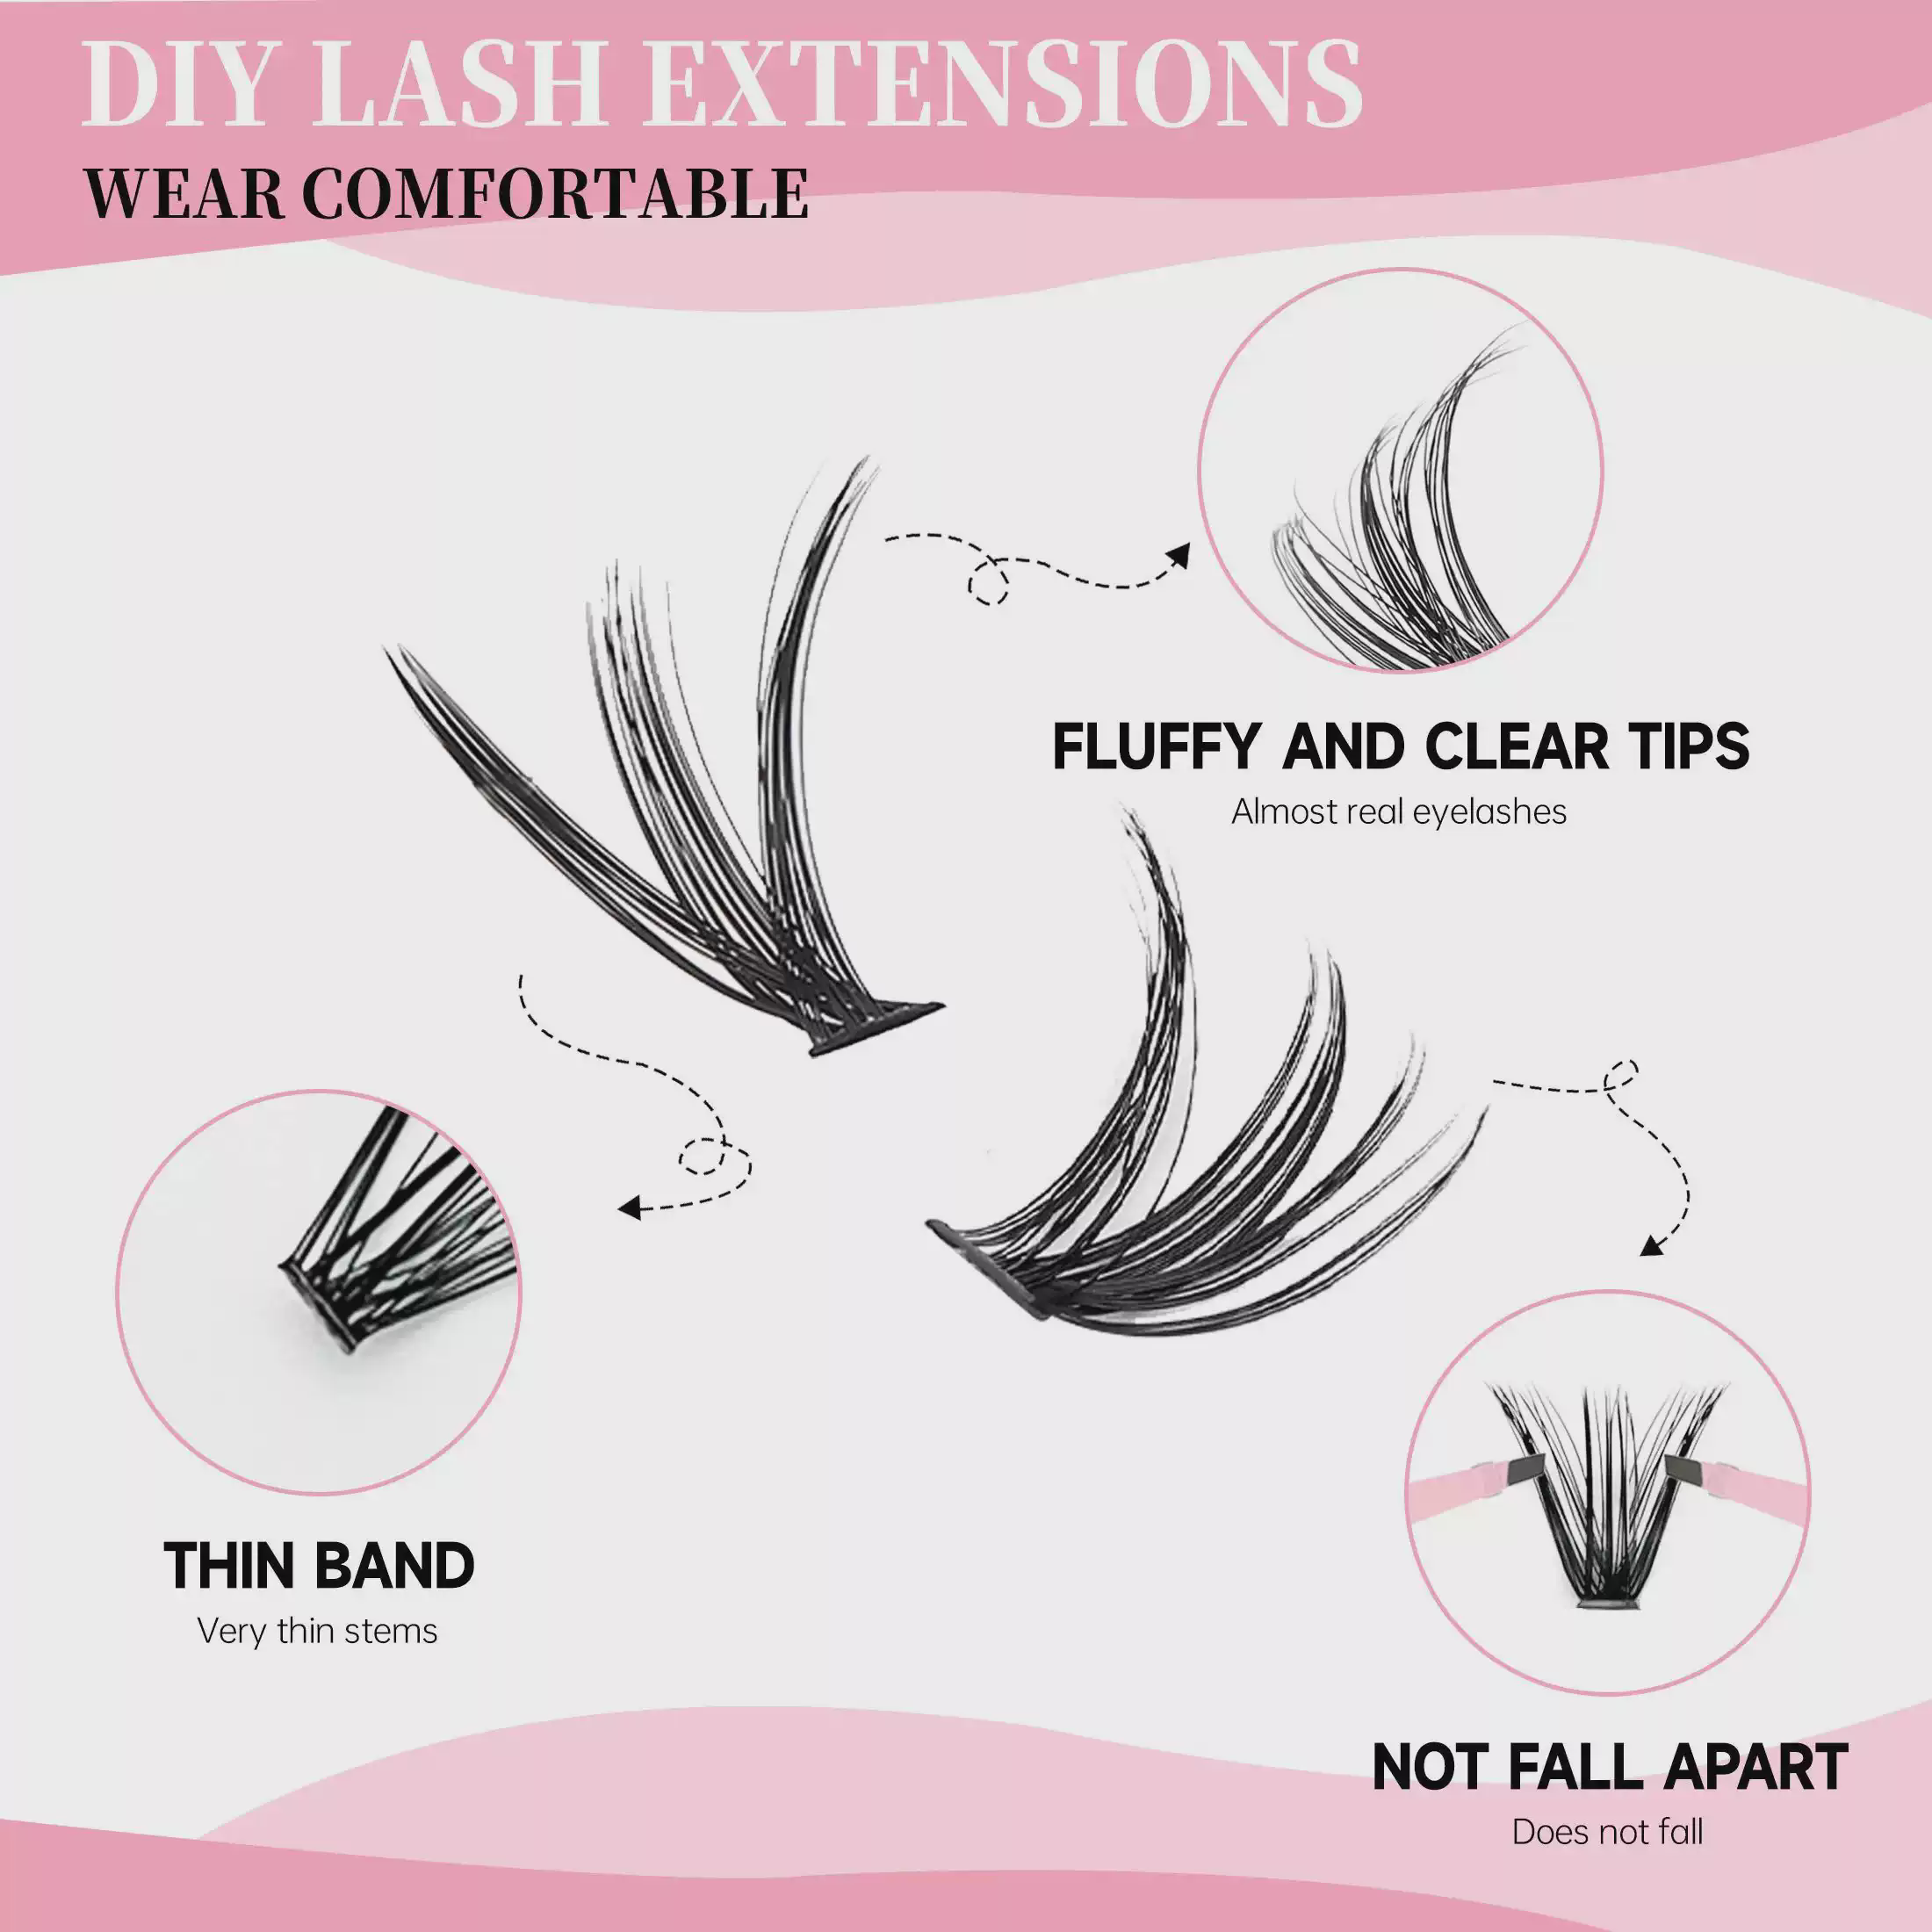 DIY LASH EXTENSIONS
WEAR COMFORTABLE
FLUFFY AND CLEAR TIPS
Almost real eyelashes
THIN BAND
Very thin stems
NOT FALL APART
Does not fall